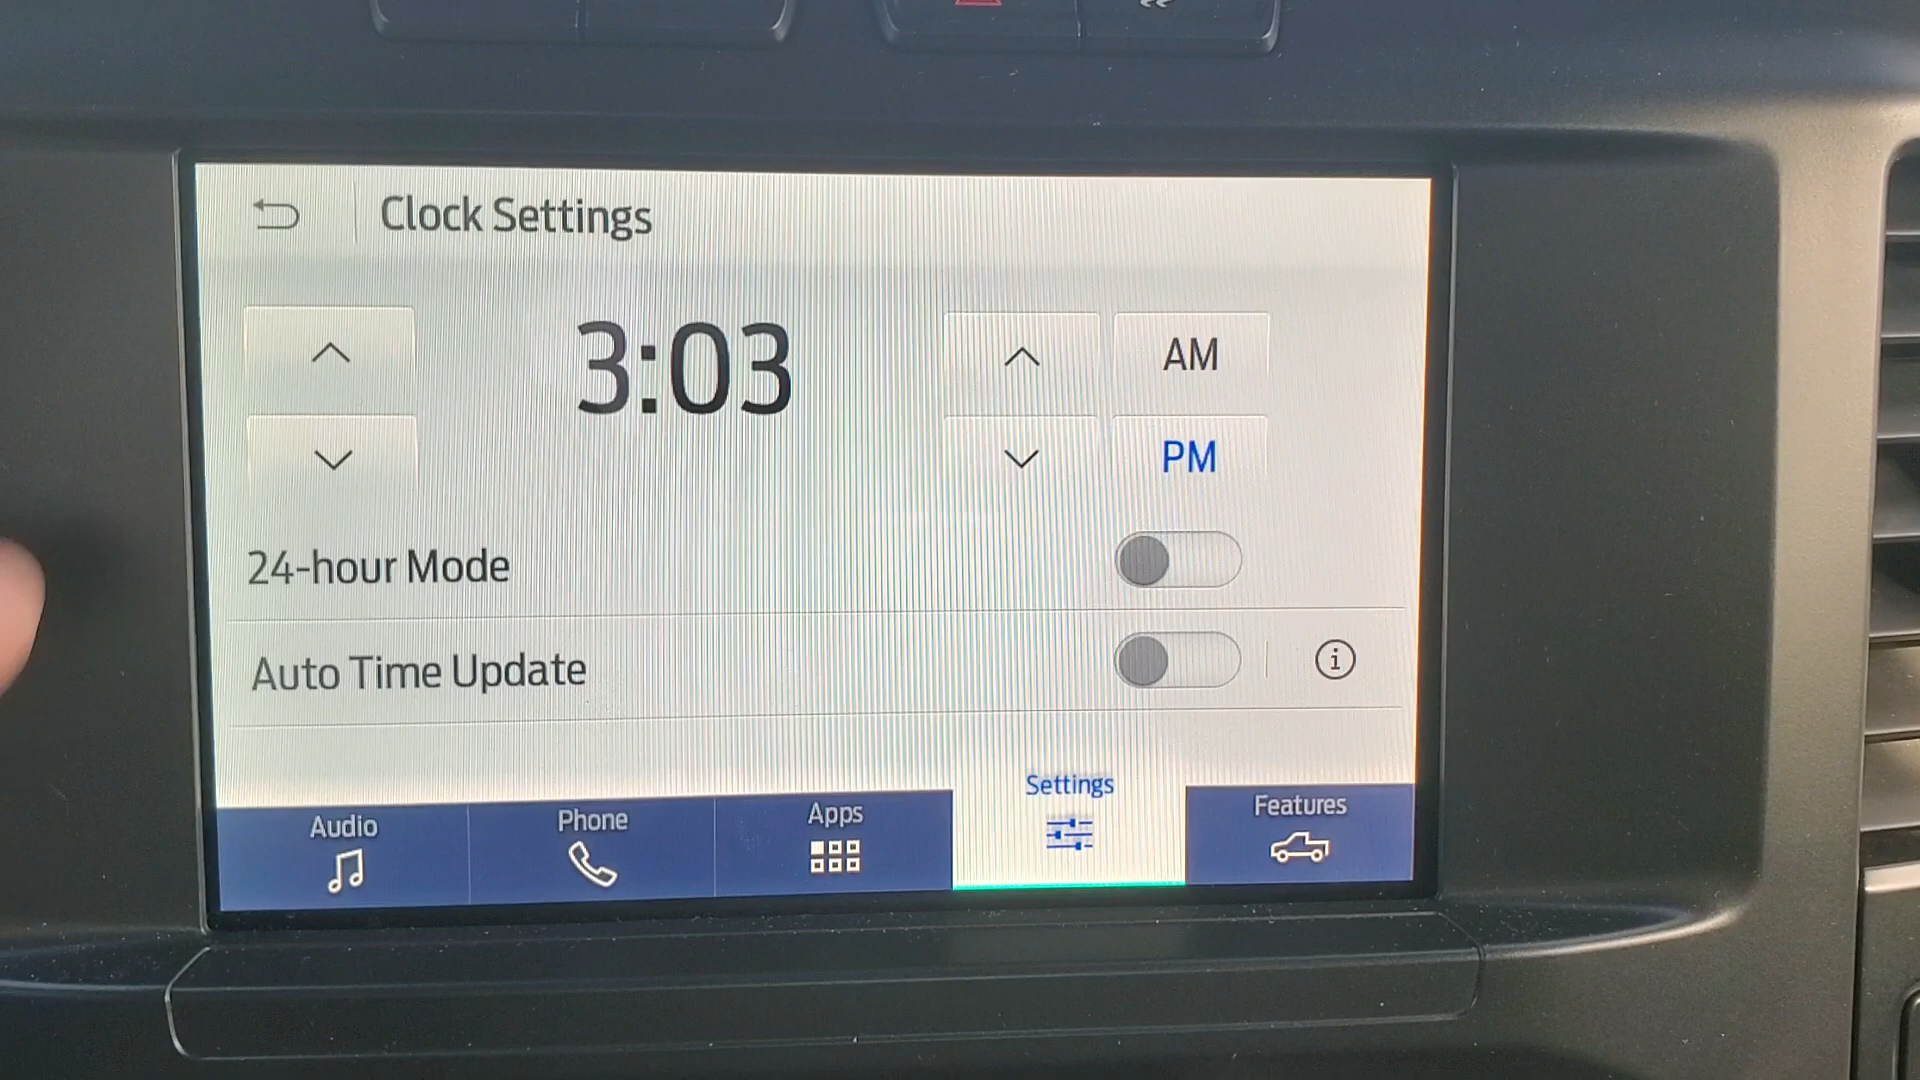 Clock Settings
3:03
AM
PM
24-hour Mode
Auto Time Update
Audio
Phone
Apps
Settings
Features